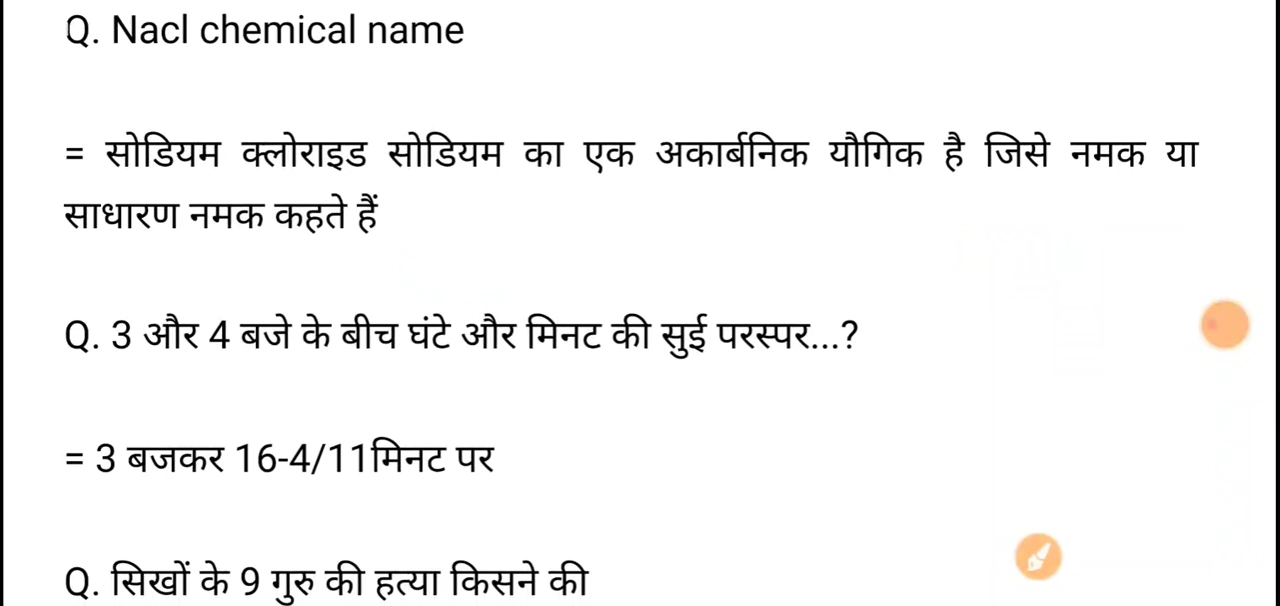 Q. Nacl chemical name
= सोडियम क्लोराइड सोडियम का एक अकार्बनिक यौगिक है जिसे नमक या
साधारण नमक कहते हैं
Q. 3 और 4 बजे के बीच घंटे और मिनट की सुई परस्पर...?
= 3 बजकर 16-4/11मिनट पर
Q. सिखों के 9 गुरु की हत्या किसने की